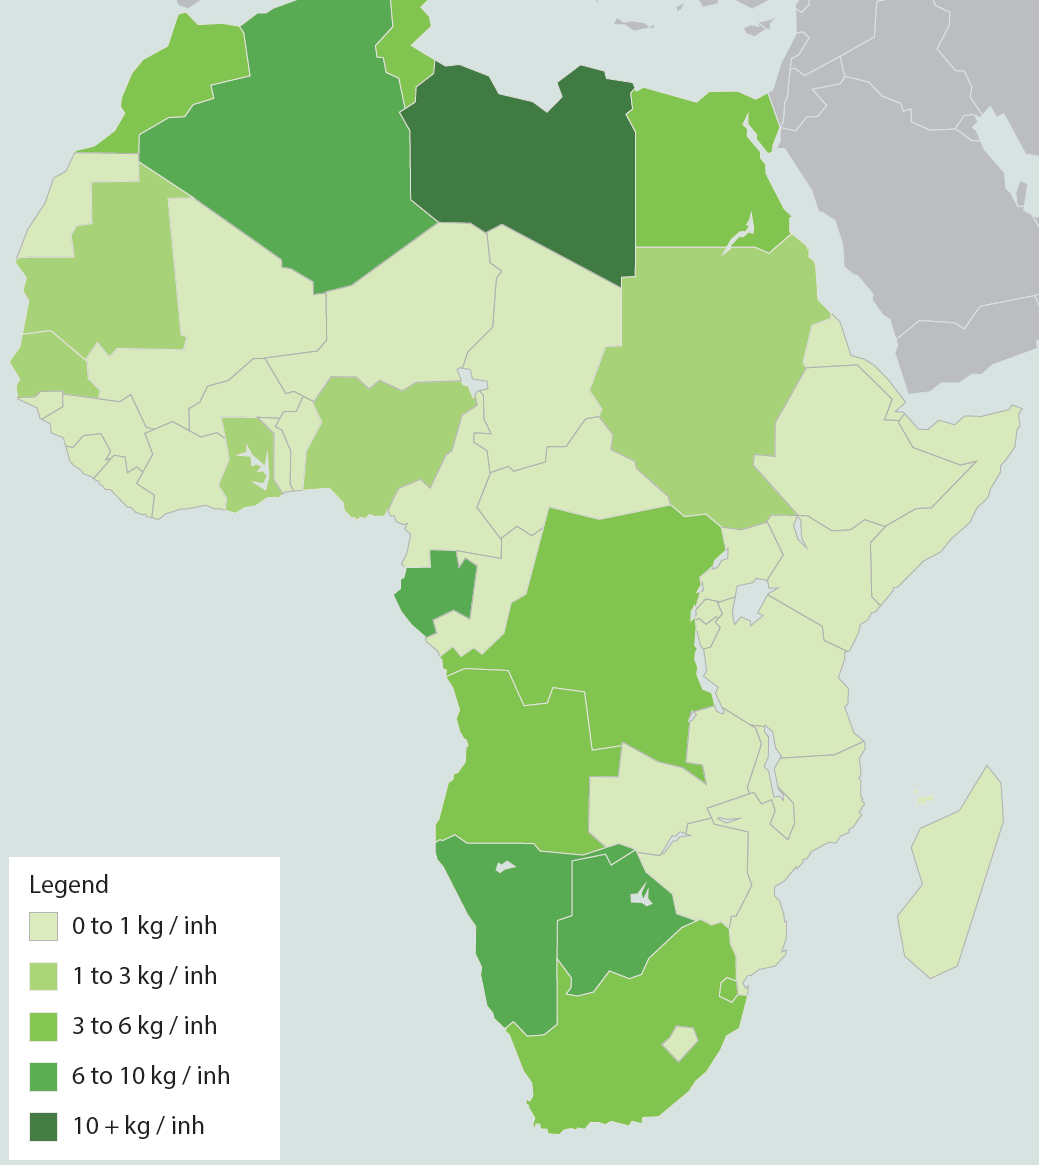 Legend
0 to 1 kg / inh
1 to 3 kg / inh
3 to 6 kg / inh
6 to 10 kg / inh
10 + kg / inh